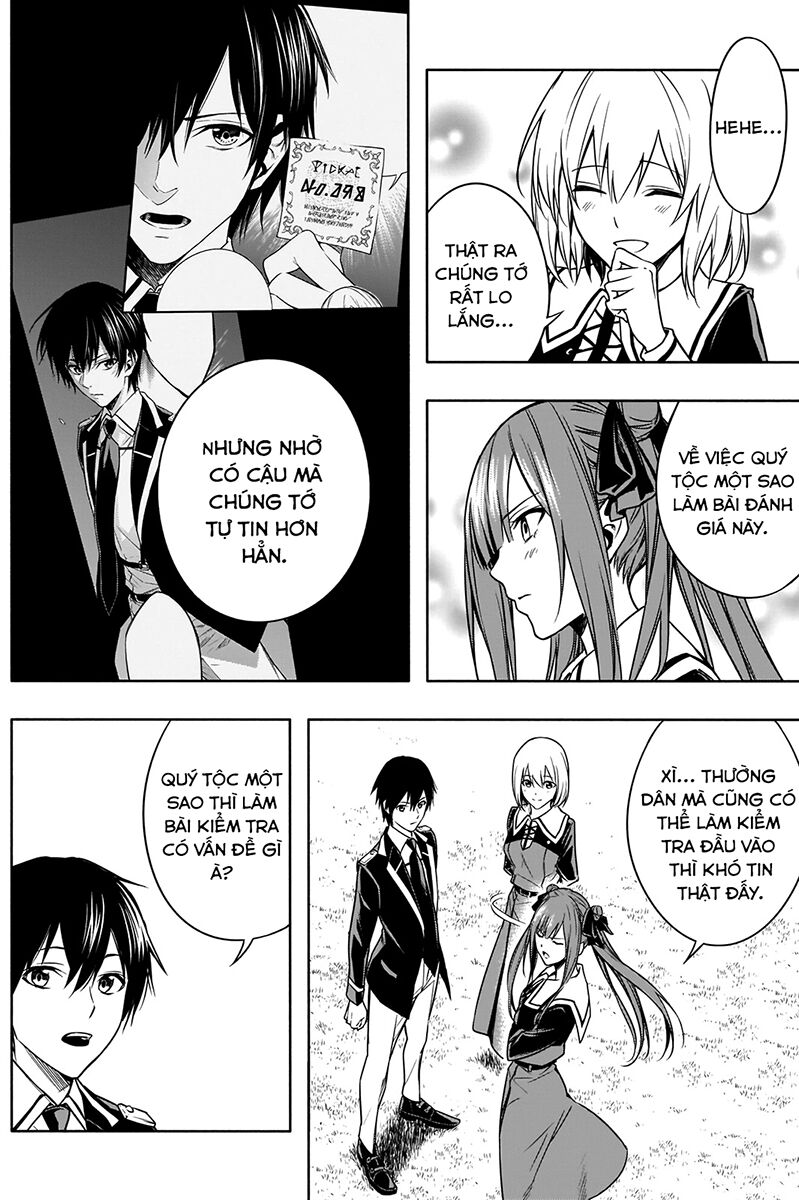 HEHE...
THẬT RA
CHÚNG TỚ
RẤT LO
LẮNG...
VỀ VIỆC QUÝ
TỘC MỘT SAO
LÀM BÀI ĐÁNH
GIÁ NÀY.
No.298
NHƯNG NHỜ
CÓ CẬU MÀ
CHÚNG TỚ
TỰ TIN HƠN
HẲN.
XÌ... THƯỜNG
DÂN MÀ CŨNG CÓ
THỂ LÀM KIỂM
TRA ĐẦU VÀO
THÌ KHÓ TIN
THẬT ĐẤY.
QUÝ TỘC MỘT
SAO THÌ LÀM
BÀI KIỂM TRA
CÓ VẤN ĐỀ GÌ
À?